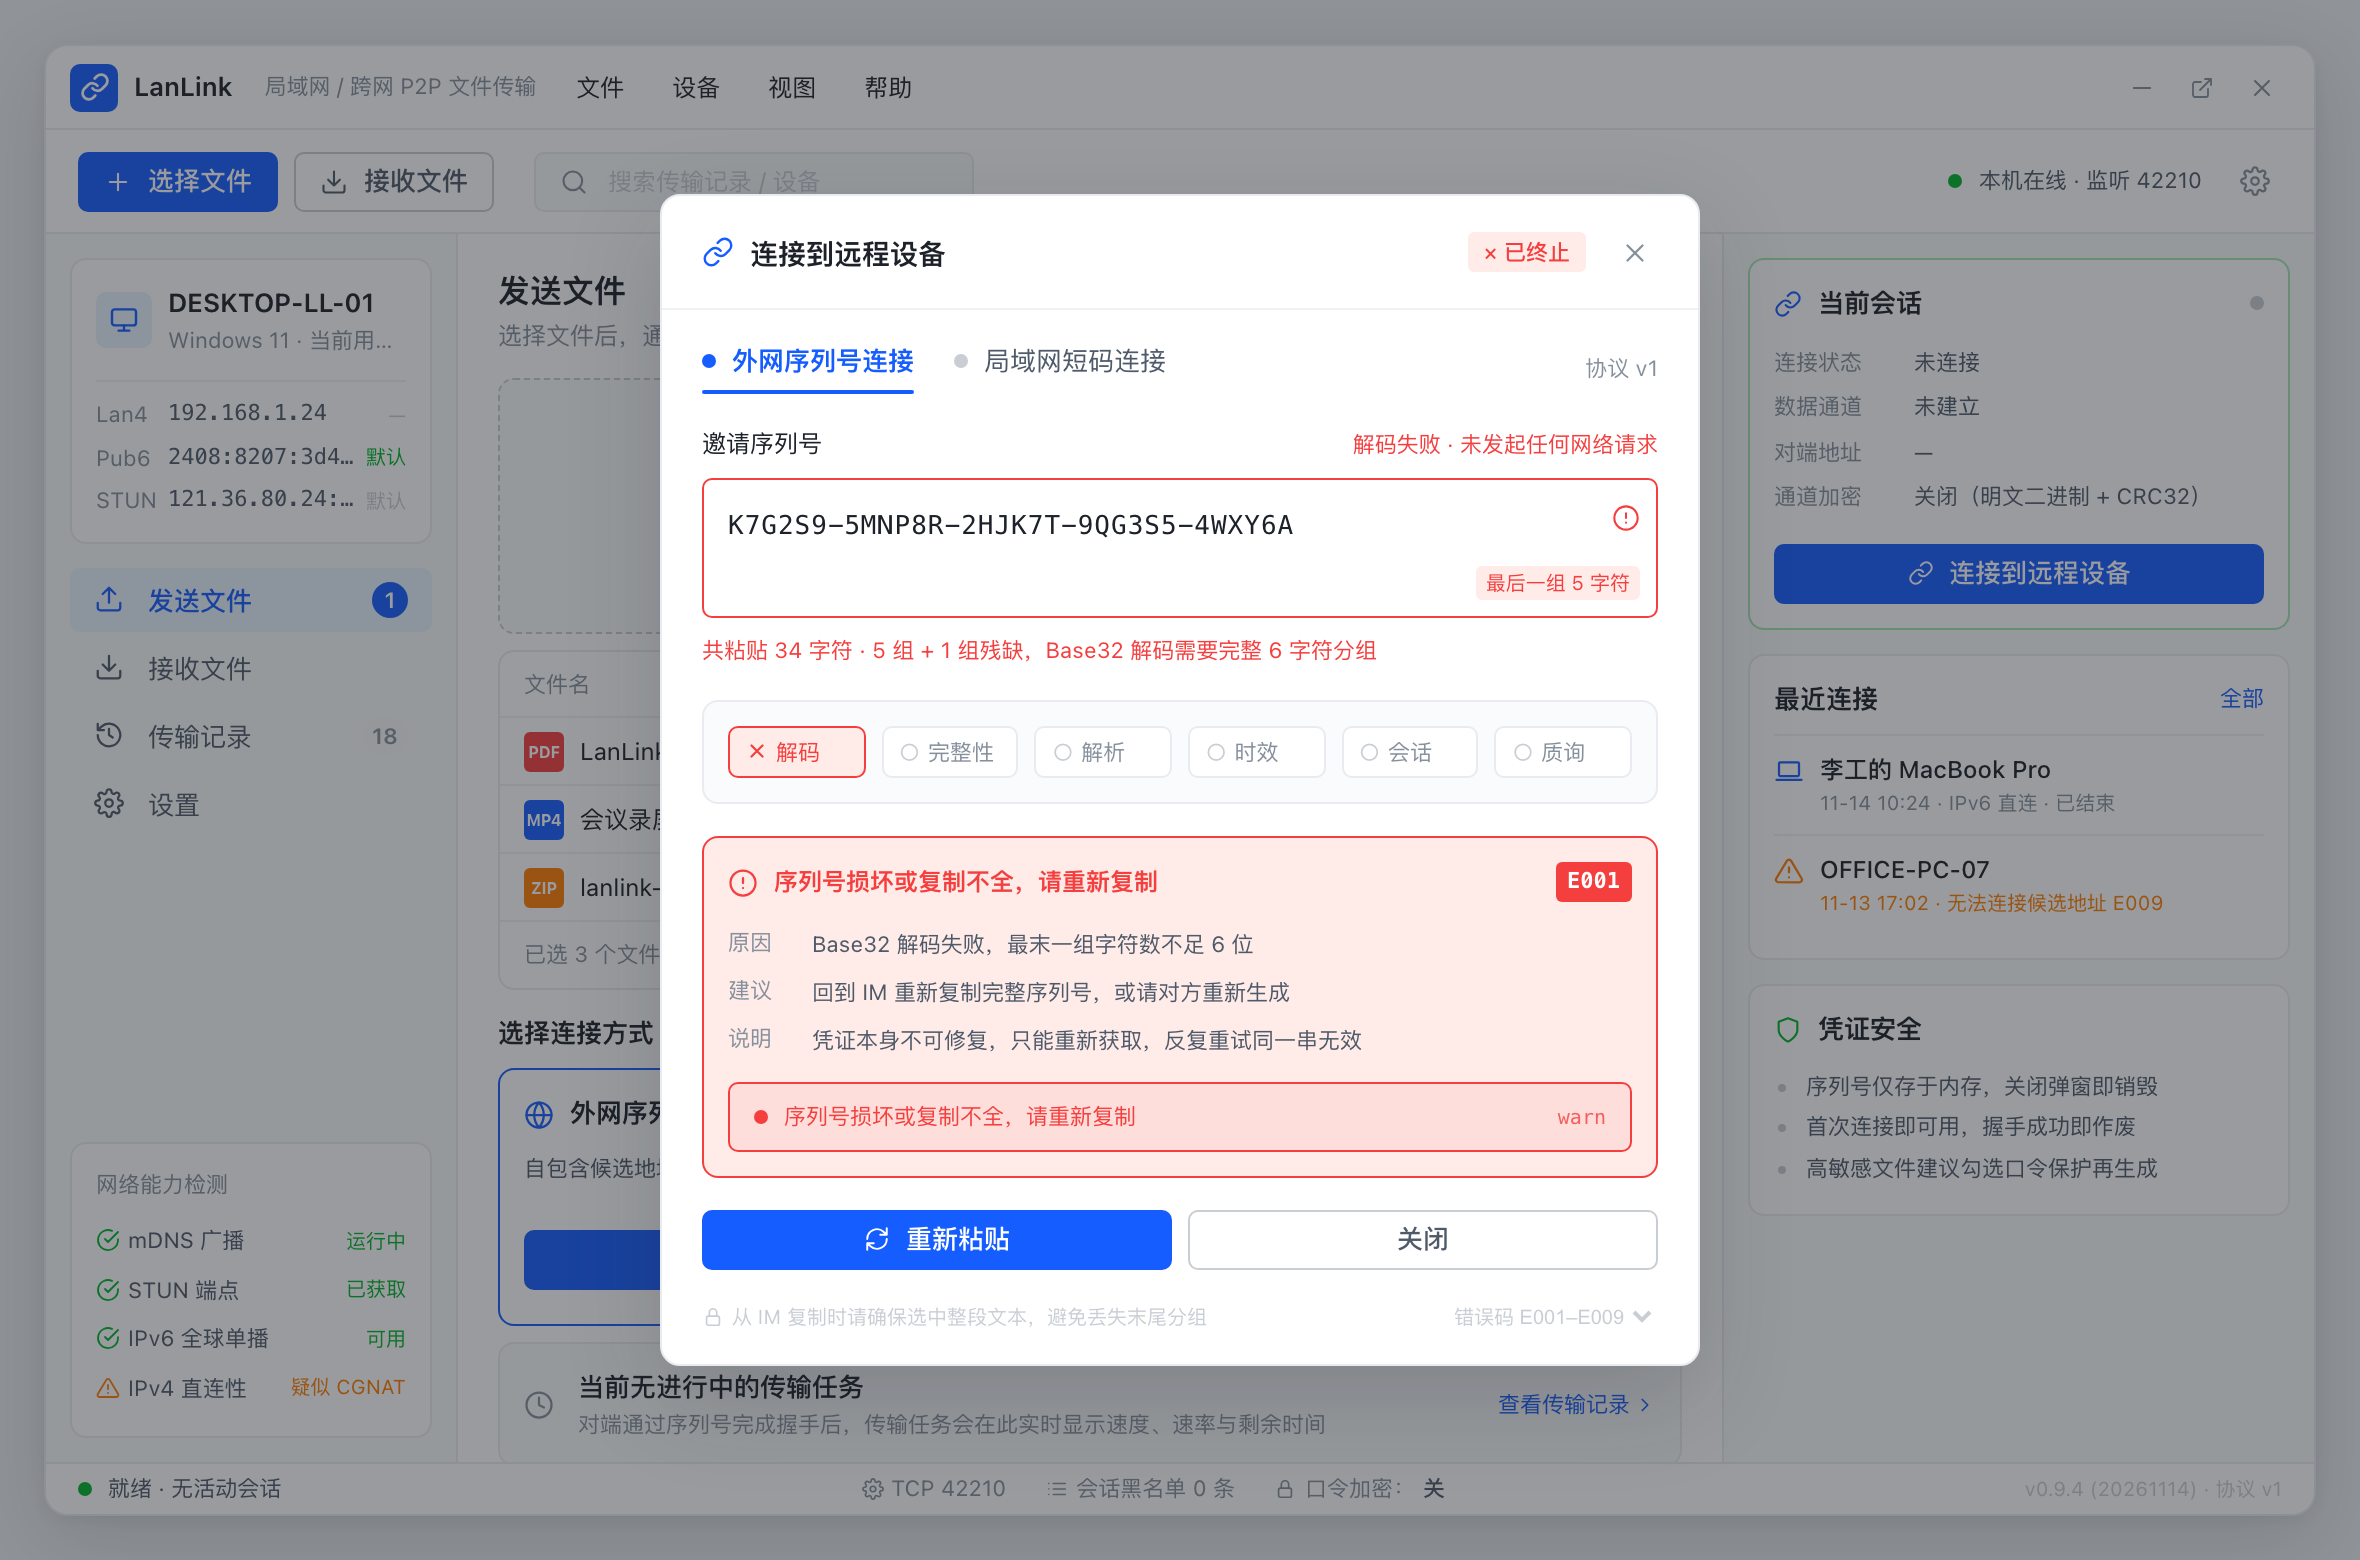 LanLink 局域网 / 跨网 P2P 文件传输 文件 设备 视图 帮助
选择文件 接收文件 搜索传输记录 / 设备 本机在线 · 监听 42210
DESKTOP-LL-01
Windows 11 · 当前用...
Lan4 192.168.1.24 —
Pub6 2408:8207:3d4… 默认
STUN 121.36.80.24:… 默认
发送文件 1
接收文件
传输记录 18
设置
网络能力检测
mDNS 广播 运行中
STUN 端点 已获取
IPv6 全球单播 可用
IPv4 直连性 疑似 CGNAT
发送文件
选择文件后，通
文件名
PDF LanLink
MP4 会议录屏
ZIP lanlink-
已选 3 个文件
选择连接方式
外网序列
自包含候选地址
当前无进行中的传输任务
对端通过序列号完成握手后，传输任务会在此实时显示速度、速率与剩余时间
查看传输记录
连接到远程设备 × 已终止
外网序列号连接 局域网短码连接 协议 v1
邀请序列号 解码失败 · 未发起任何网络请求
K7G2S9-5MNP8R-2HJK7T-9QG3S5-4WXY6A
最后一组 5 字符
共粘贴 34 字符 · 5 组 + 1 组残缺，Base32 解码需要完整 6 字符分组
解码 完整性 解析 时效 会话 质询
序列号损坏或复制不全，请重新复制 E001
原因 Base32 解码失败，最末一组字符数不足 6 位
建议 回到 IM 重新复制完整序列号，或请对方重新生成
说明 凭证本身不可修复，只能重新获取，反复重试同一串无效
序列号损坏或复制不全，请重新复制 warn
重新粘贴 关闭
从 IM 复制时请确保选中整段文本，避免丢失末尾分组 错误码 E001–E009
当前会话
连接状态 未连接
数据通道 未建立
对端地址 —
通道加密 关闭（明文二进制 + CRC32）
连接到远程设备
最近连接 全部
李工的 MacBook Pro
11-14 10:24 · IPv6 直连 · 已结束
OFFICE-PC-07
11-13 17:02 · 无法连接候选地址 E009
凭证安全
序列号仅存于内存，关闭弹窗即销毁
首次连接即可用，握手成功即作废
高敏感文件建议勾选口令保护再生成
就绪 · 无活动会话 TCP 42210 会话黑名单 0 条 口令加密： 关 v0.9.4 (20261114) · 协议 v1